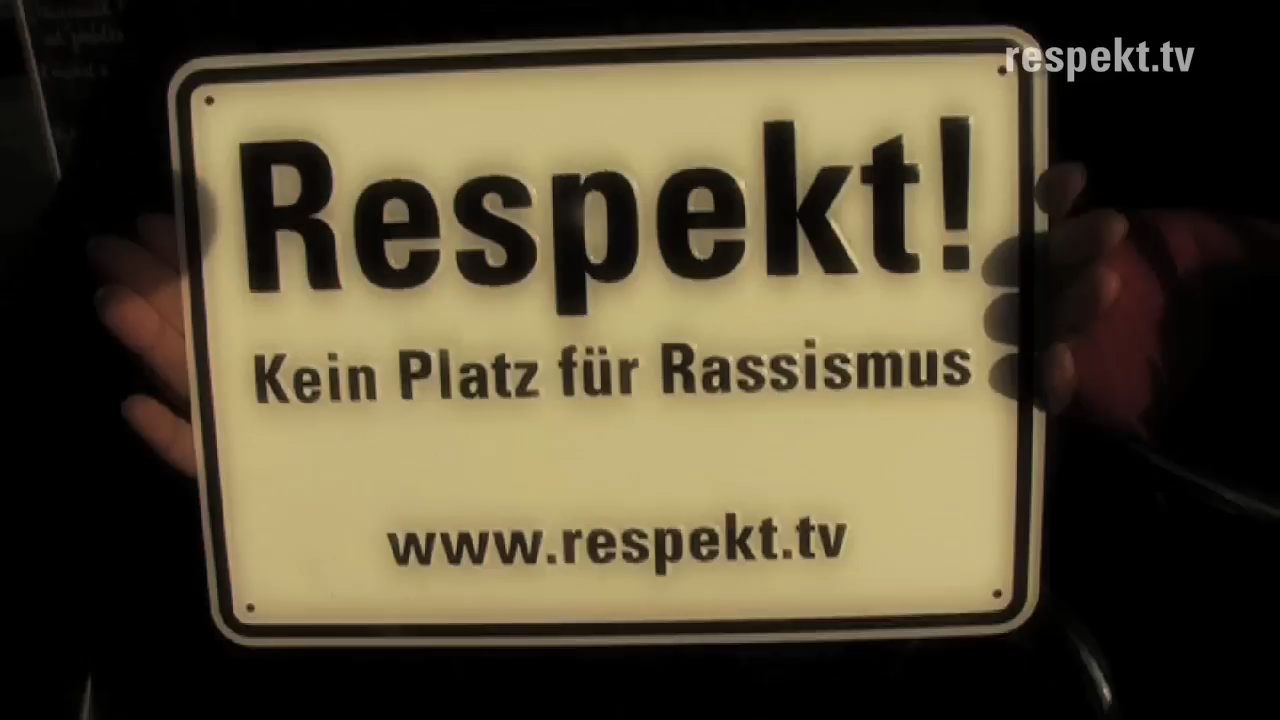 respekt.tv
Respekt!
Kein Platz für Rassismus
www.respekt.tv